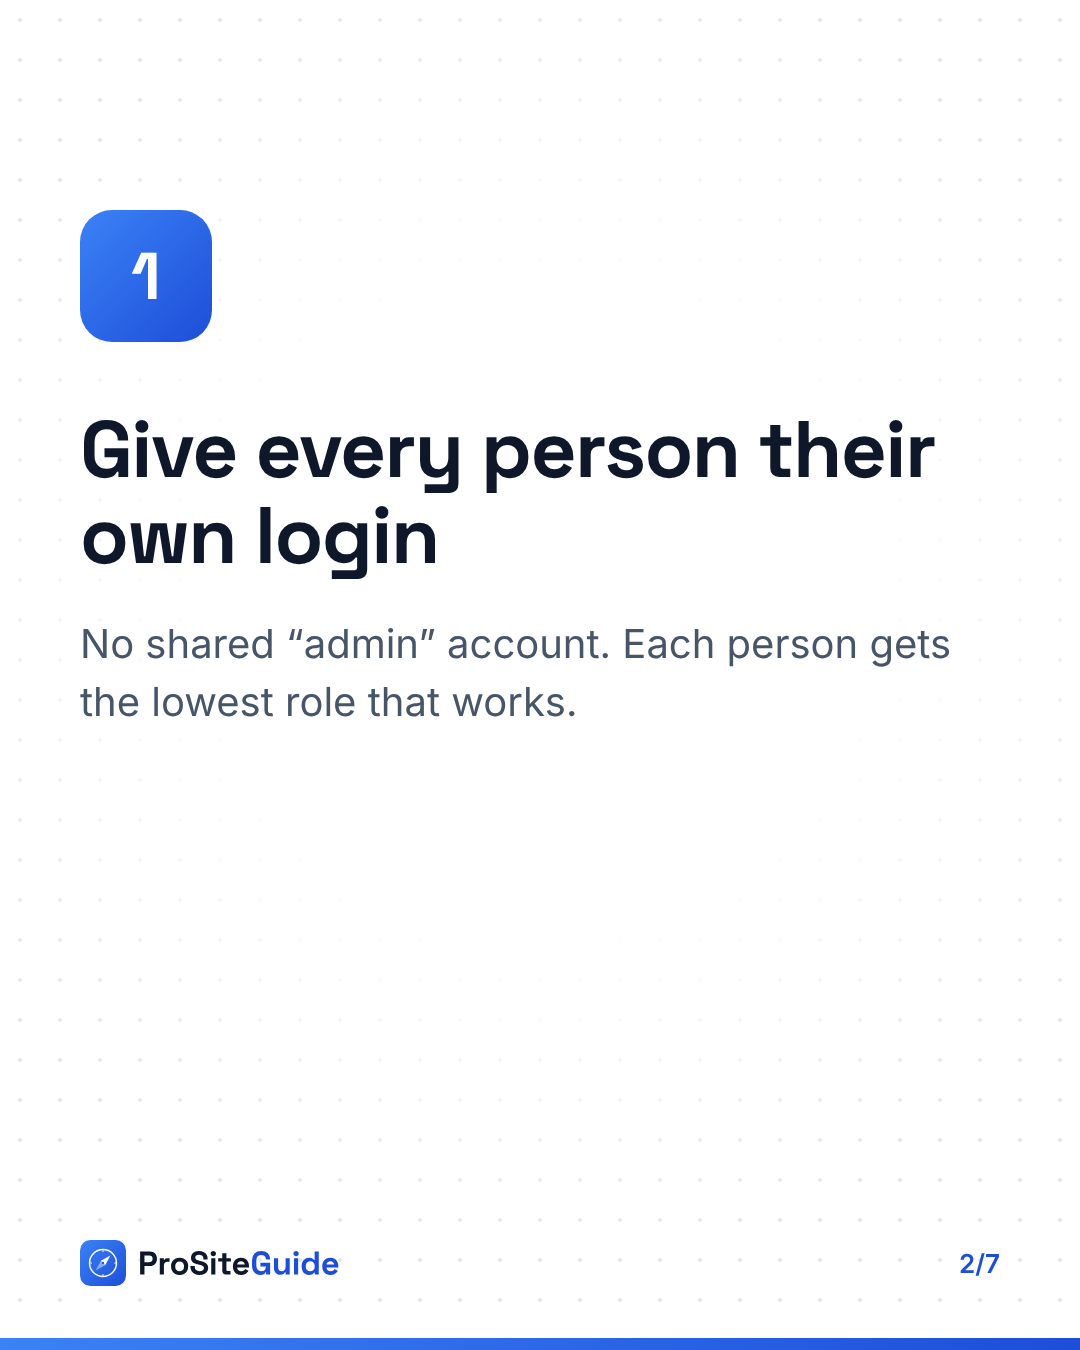 1
Give every person their
own login
No shared “admin” account. Each person gets
the lowest role that works.
ProSiteGuide
2/7